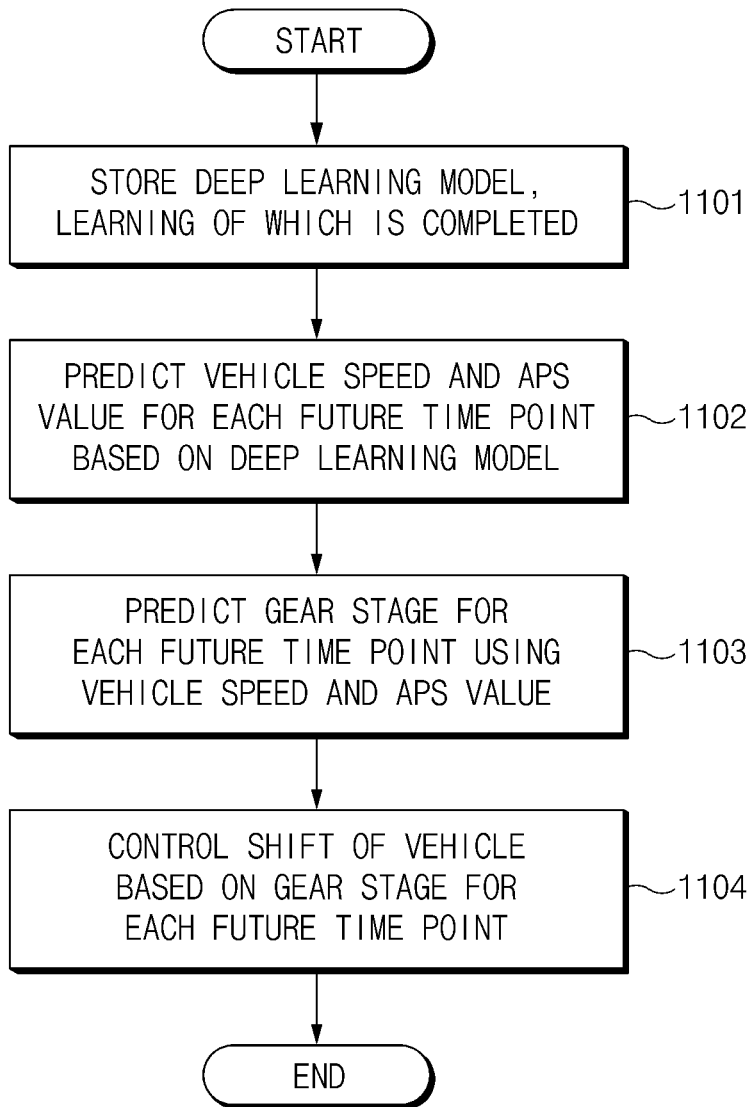 START
STORE DEEP LEARNING MODEL,
LEARNING OF WHICH IS COMPLETED
1101
PREDICT VEHICLE SPEED AND APS
VALUE FOR EACH FUTURE TIME POINT
BASED ON DEEP LEARNING MODEL
1102
PREDICT GEAR STAGE FOR
EACH FUTURE TIME POINT USING
VEHICLE SPEED AND APS VALUE
1103
CONTROL SHIFT OF VEHICLE
BASED ON GEAR STAGE FOR
EACH FUTURE TIME POINT
1104
END